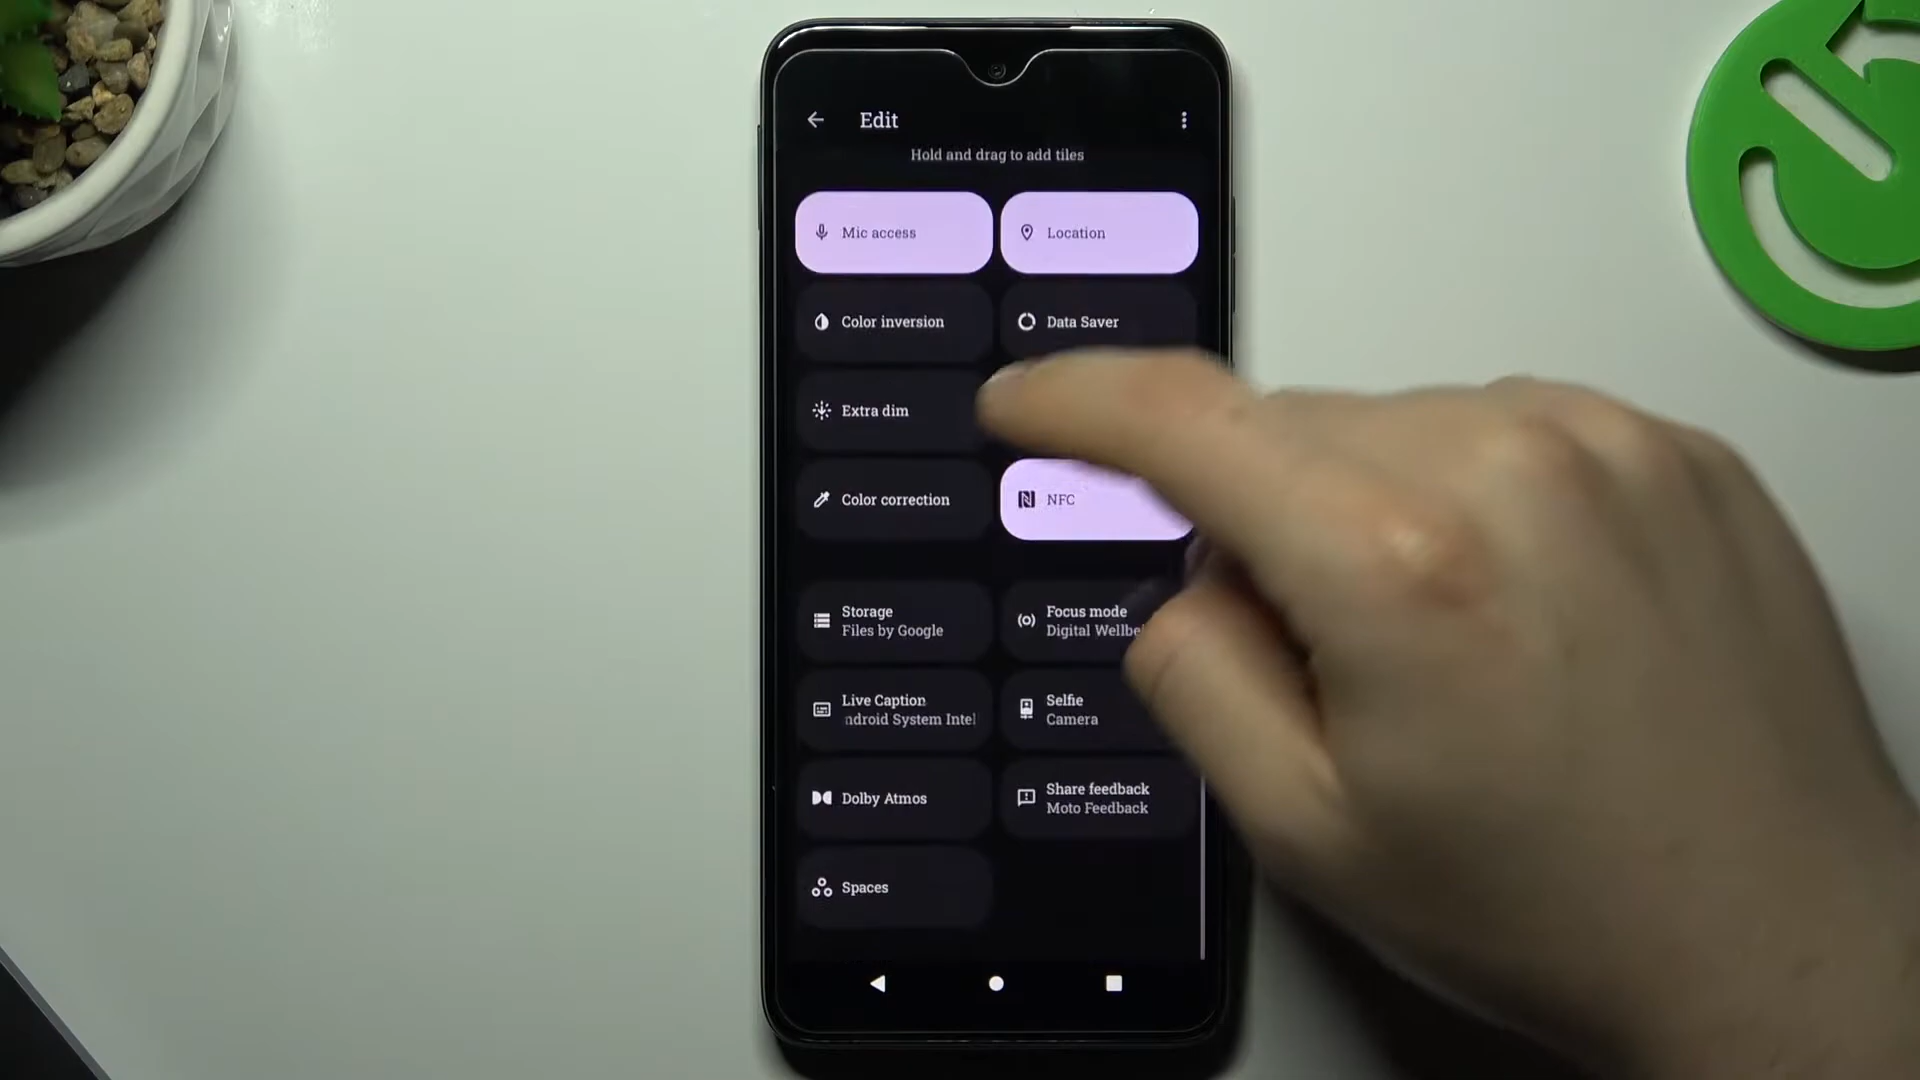 Edit
Hold and drag to add tiles
Mic access
Location
Color inversion
Data Saver
Extra dim
Color correction
NFC
Storage
Files by Google
Focus mode
Digital Wellbei
Live Caption
ndroid System Intel
Selfie
Camera
Dolby Atmos
Share feedback
Moto Feedback
Spaces